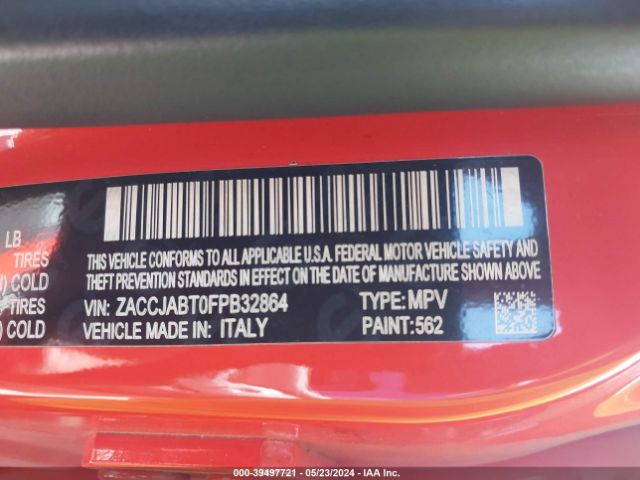 LB
TIRES
) COLD
TIRES
) COLD
THIS VEHICLE CONFORMS TO ALL APPLICABLE U.S.A. FEDERAL MOTOR VEHICLE SAFETY AND
THEFT PREVENTION STANDARDS IN EFFECT ON THE DATE OF MANUFACTURE SHOWN ABOVE
VIN: ZACCJABT0FPB32864 TYPE: MPV
VEHICLE MADE IN: ITALY PAINT:562
000-39497721 - 05/23/2024 - IAA Inc.